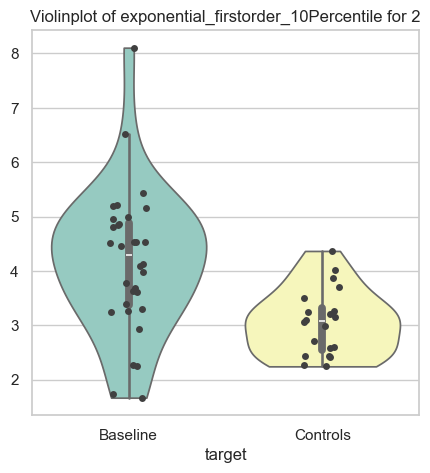 Violinplot of exponential_firstorder_10Percentile for 2
8
7
6
5
4
3
2
Baseline Controls
target